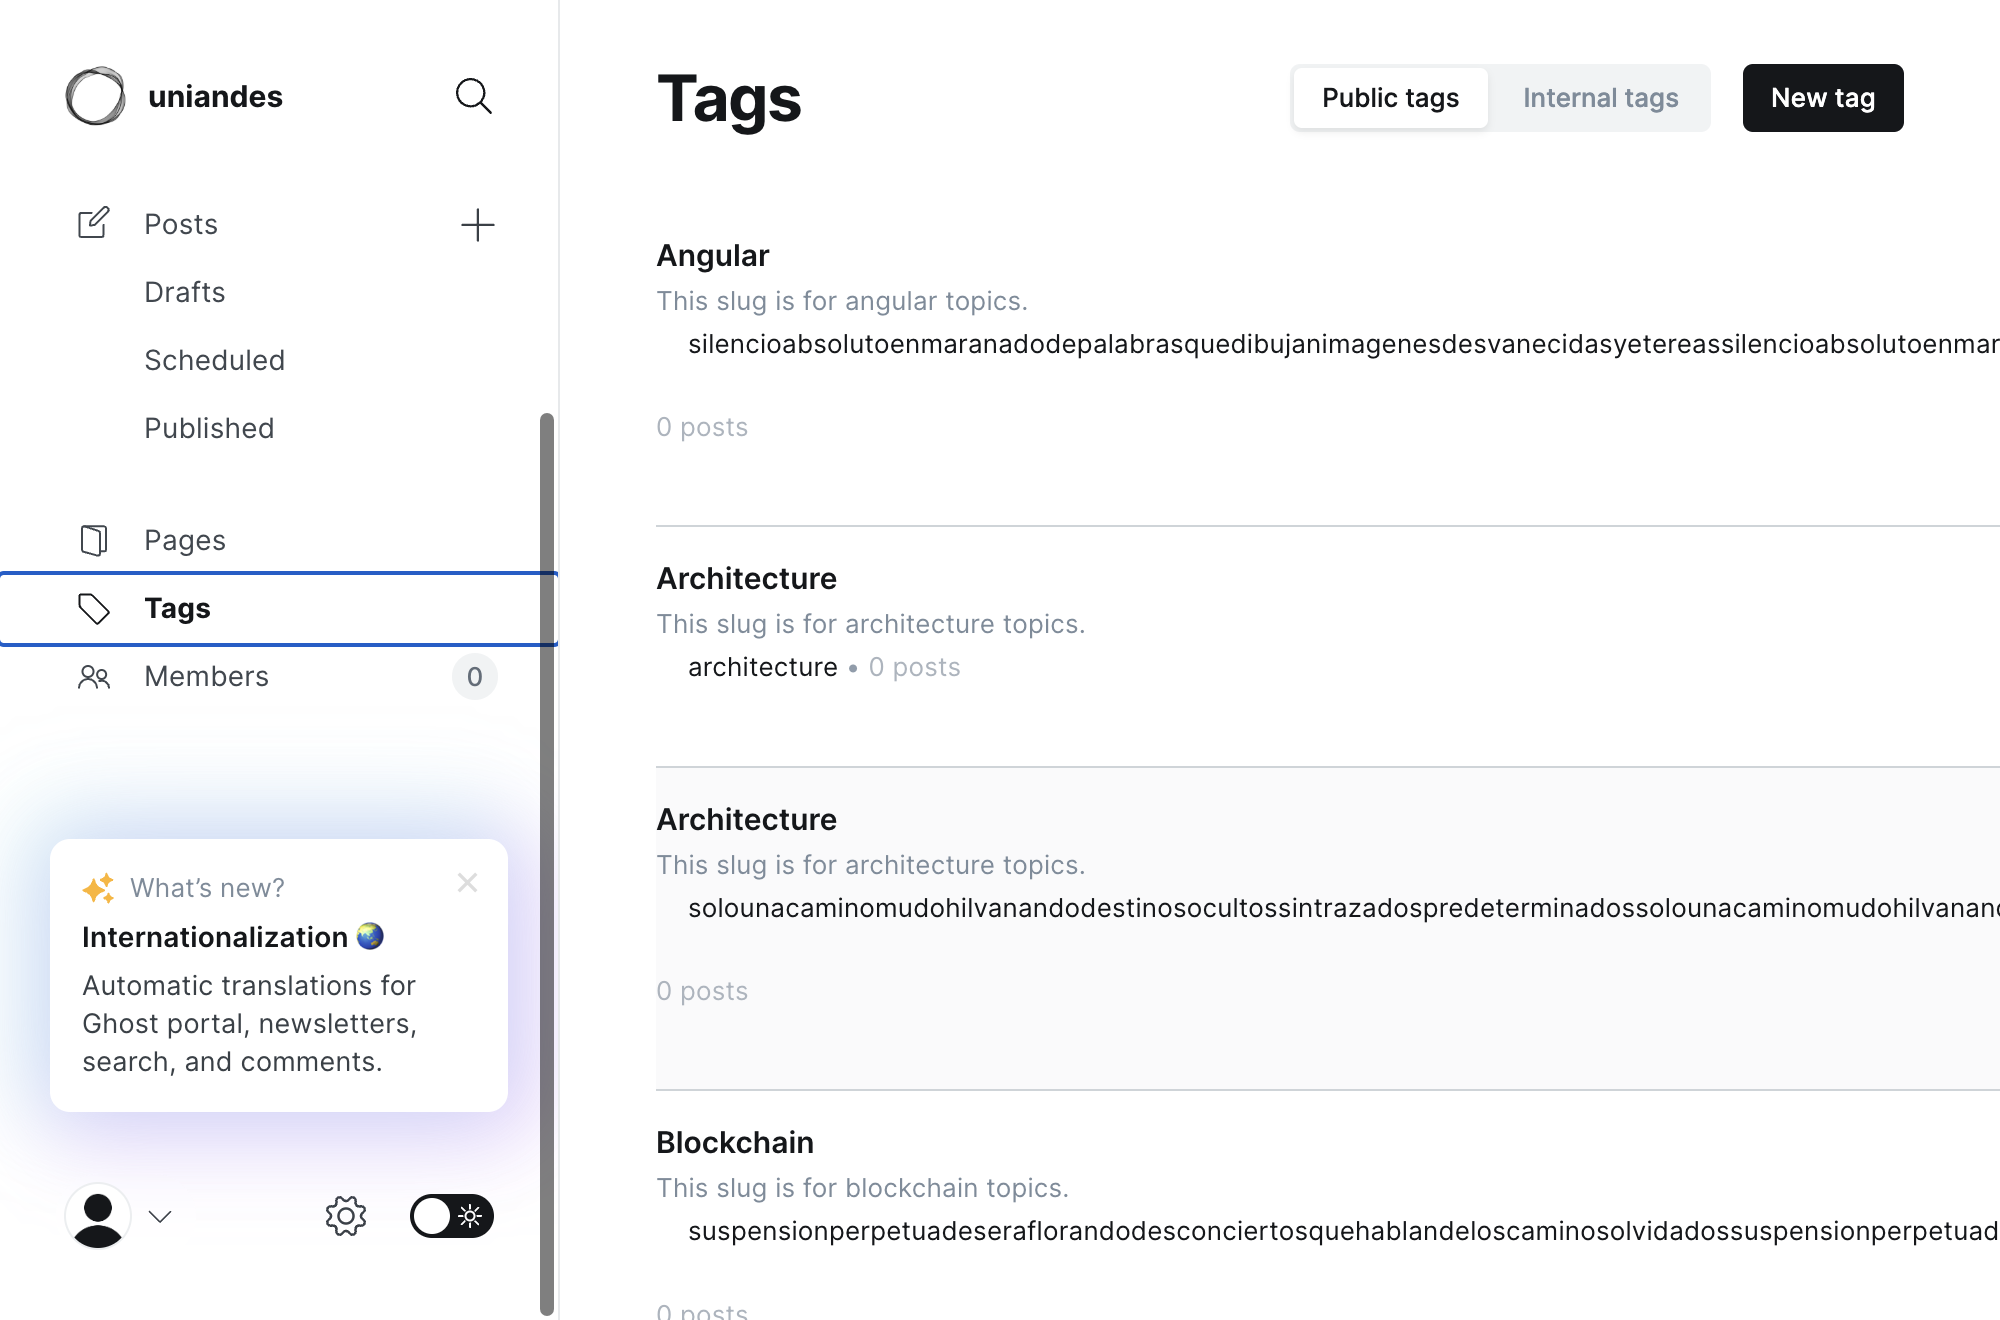 uniandes
Posts
Drafts
Scheduled
Published
Pages
Tags
Members
0
What’s new?
Internationalization
Automatic translations for
Ghost portal, newsletters,
search, and comments.
Tags
Public tags
Internal tags
New tag
Angular
This slug is for angular topics.
silencioabsolutoenmaranadodepalabrasquedibujanimagenesdesvanecidasyetereassilencioabsolutoenmar
0 posts
Architecture
This slug is for architecture topics.
architecture • 0 posts
Architecture
This slug is for architecture topics.
solounacaminomudohilvanandodestinosocultossintrazadospredeterminadossolounacaminomudohilvanan
0 posts
Blockchain
This slug is for blockchain topics.
suspensionperpetuadeseraflorandodesconciertosquehablandeloscaminosolvidadossuspensionperpetuad
0 posts